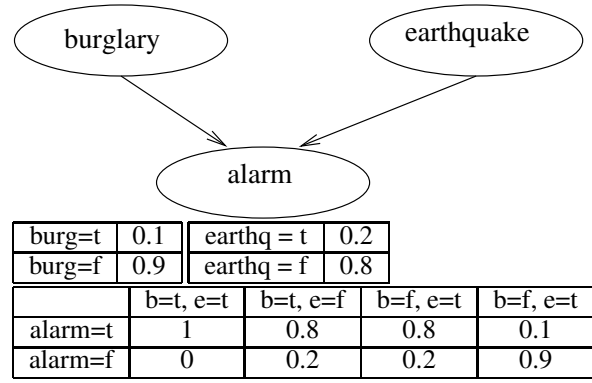 burglary
earthquake
alarm
burg=t 0.1 earthq = t 0.2
burg=f 0.9 earthq = f 0.8
b=t, e=t b=t, e=f b=f, e=t b=f, e=t
alarm=t 1 0.8 0.8 0.1
alarm=f 0 0.2 0.2 0.9